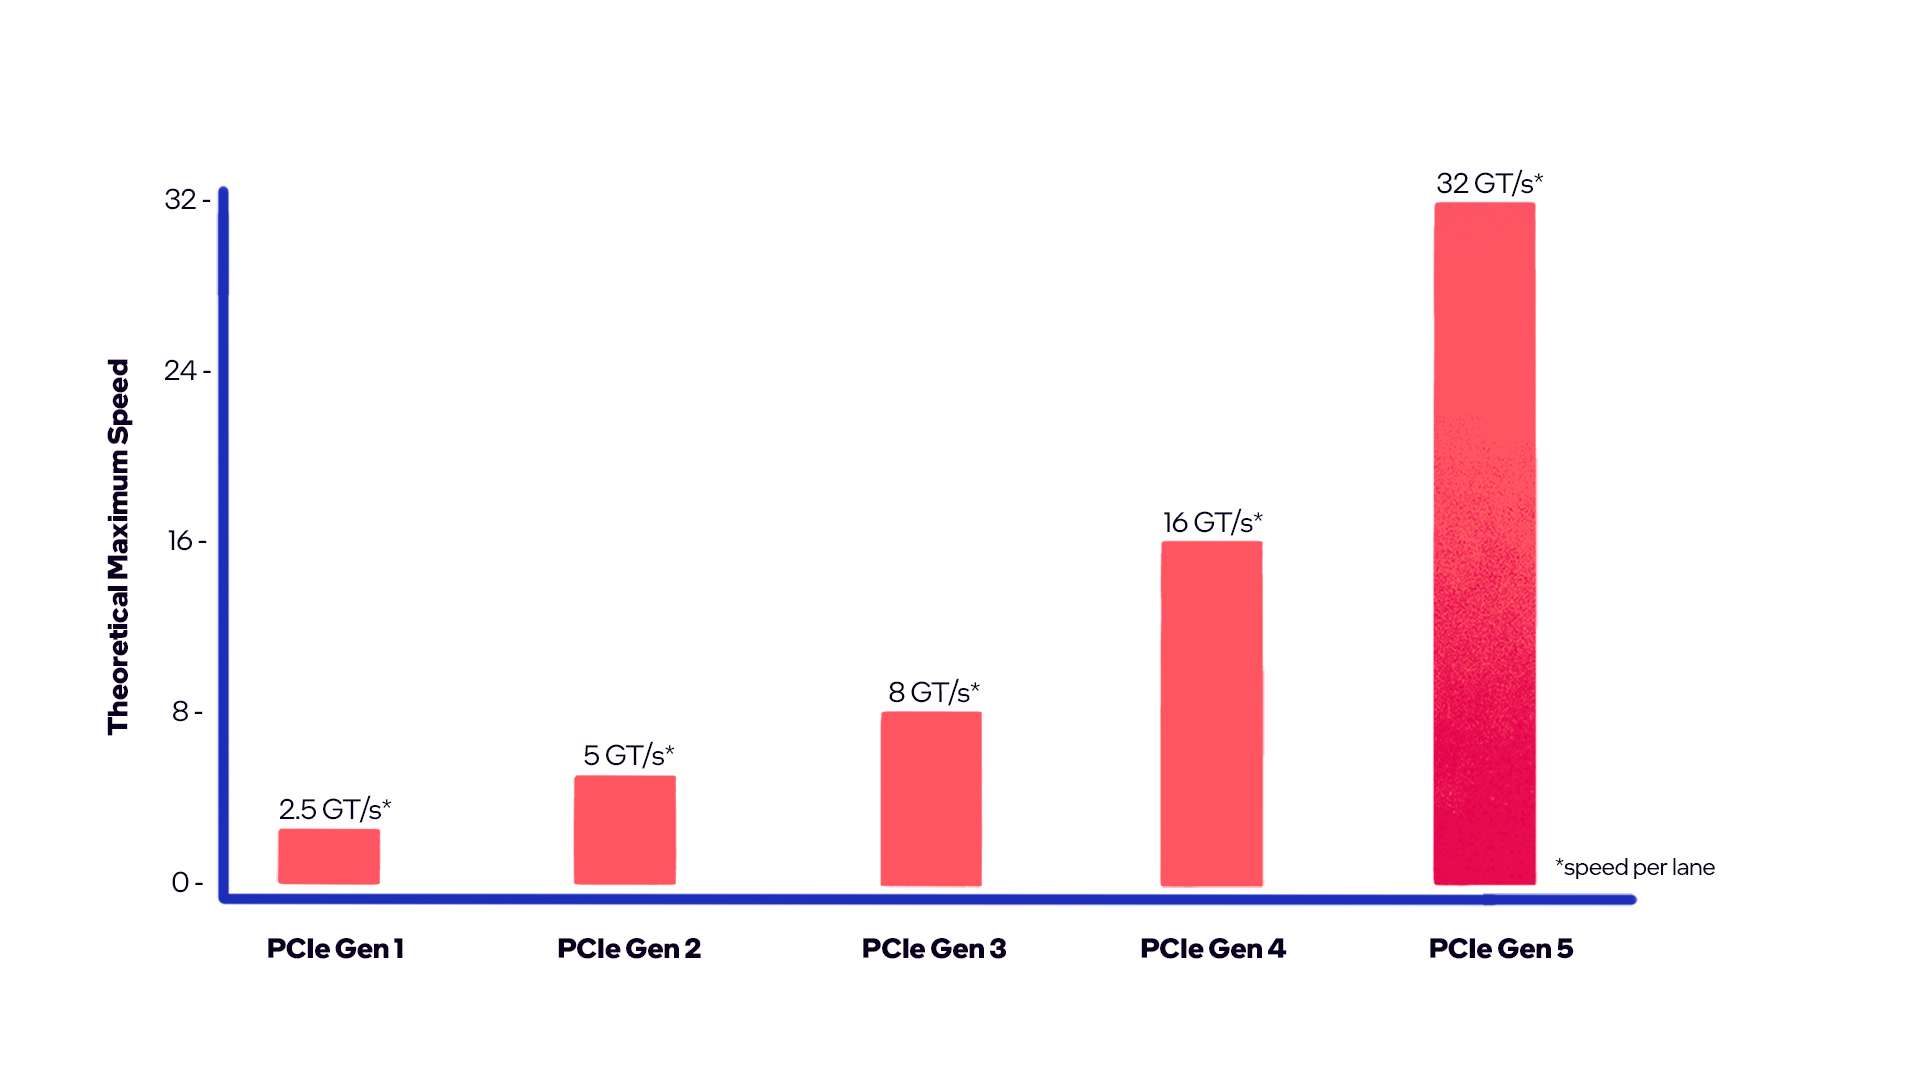 Theoretical Maximum Speed
32 -
24 -
16 -
8 -
0 -
2.5 GT/s*
5 GT/s*
8 GT/s*
16 GT/s*
32 GT/s*
*speed per lane
PCIe Gen 1
PCIe Gen 2
PCIe Gen 3
PCIe Gen 4
PCIe Gen 5